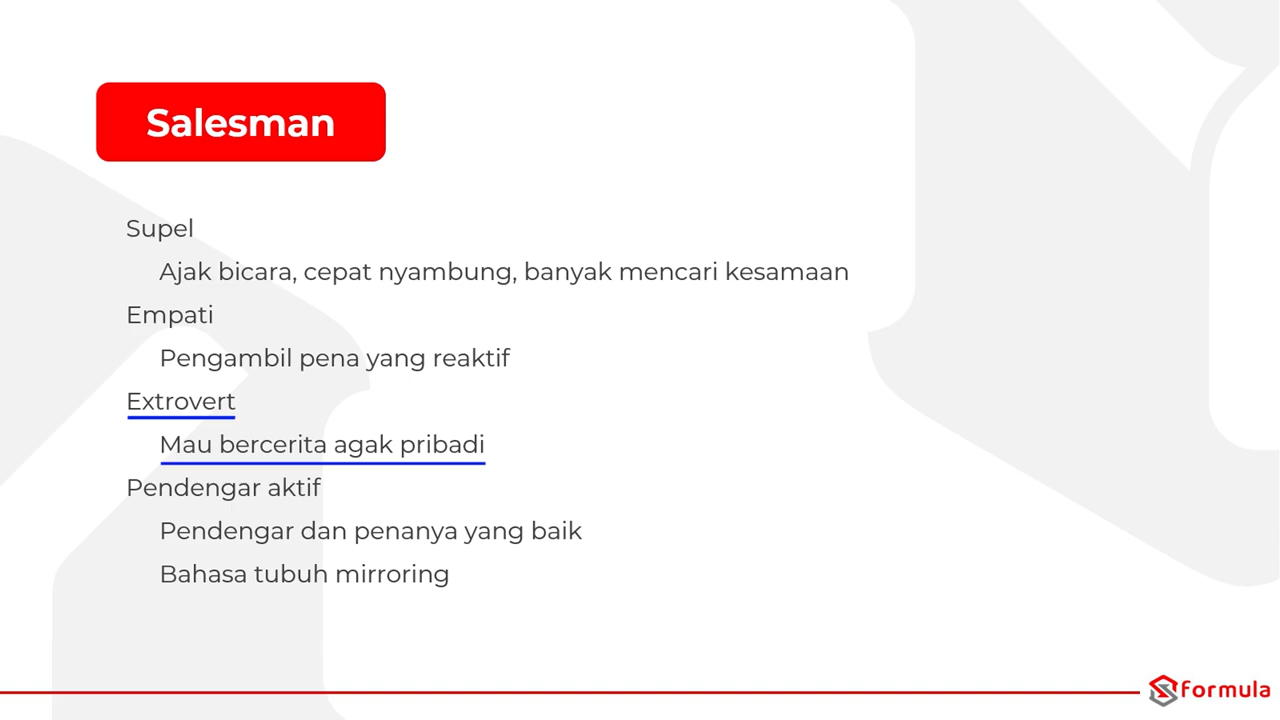 Salesman
Supel
Ajak bicara, cepat nyambung, banyak mencari kesamaan
Empati
Pengambil pena yang reaktif
Extrovert
Mau bercerita agak pribadi
Pendengar aktif
Pendengar dan penanya yang baik
Bahasa tubuh mirroring
formula